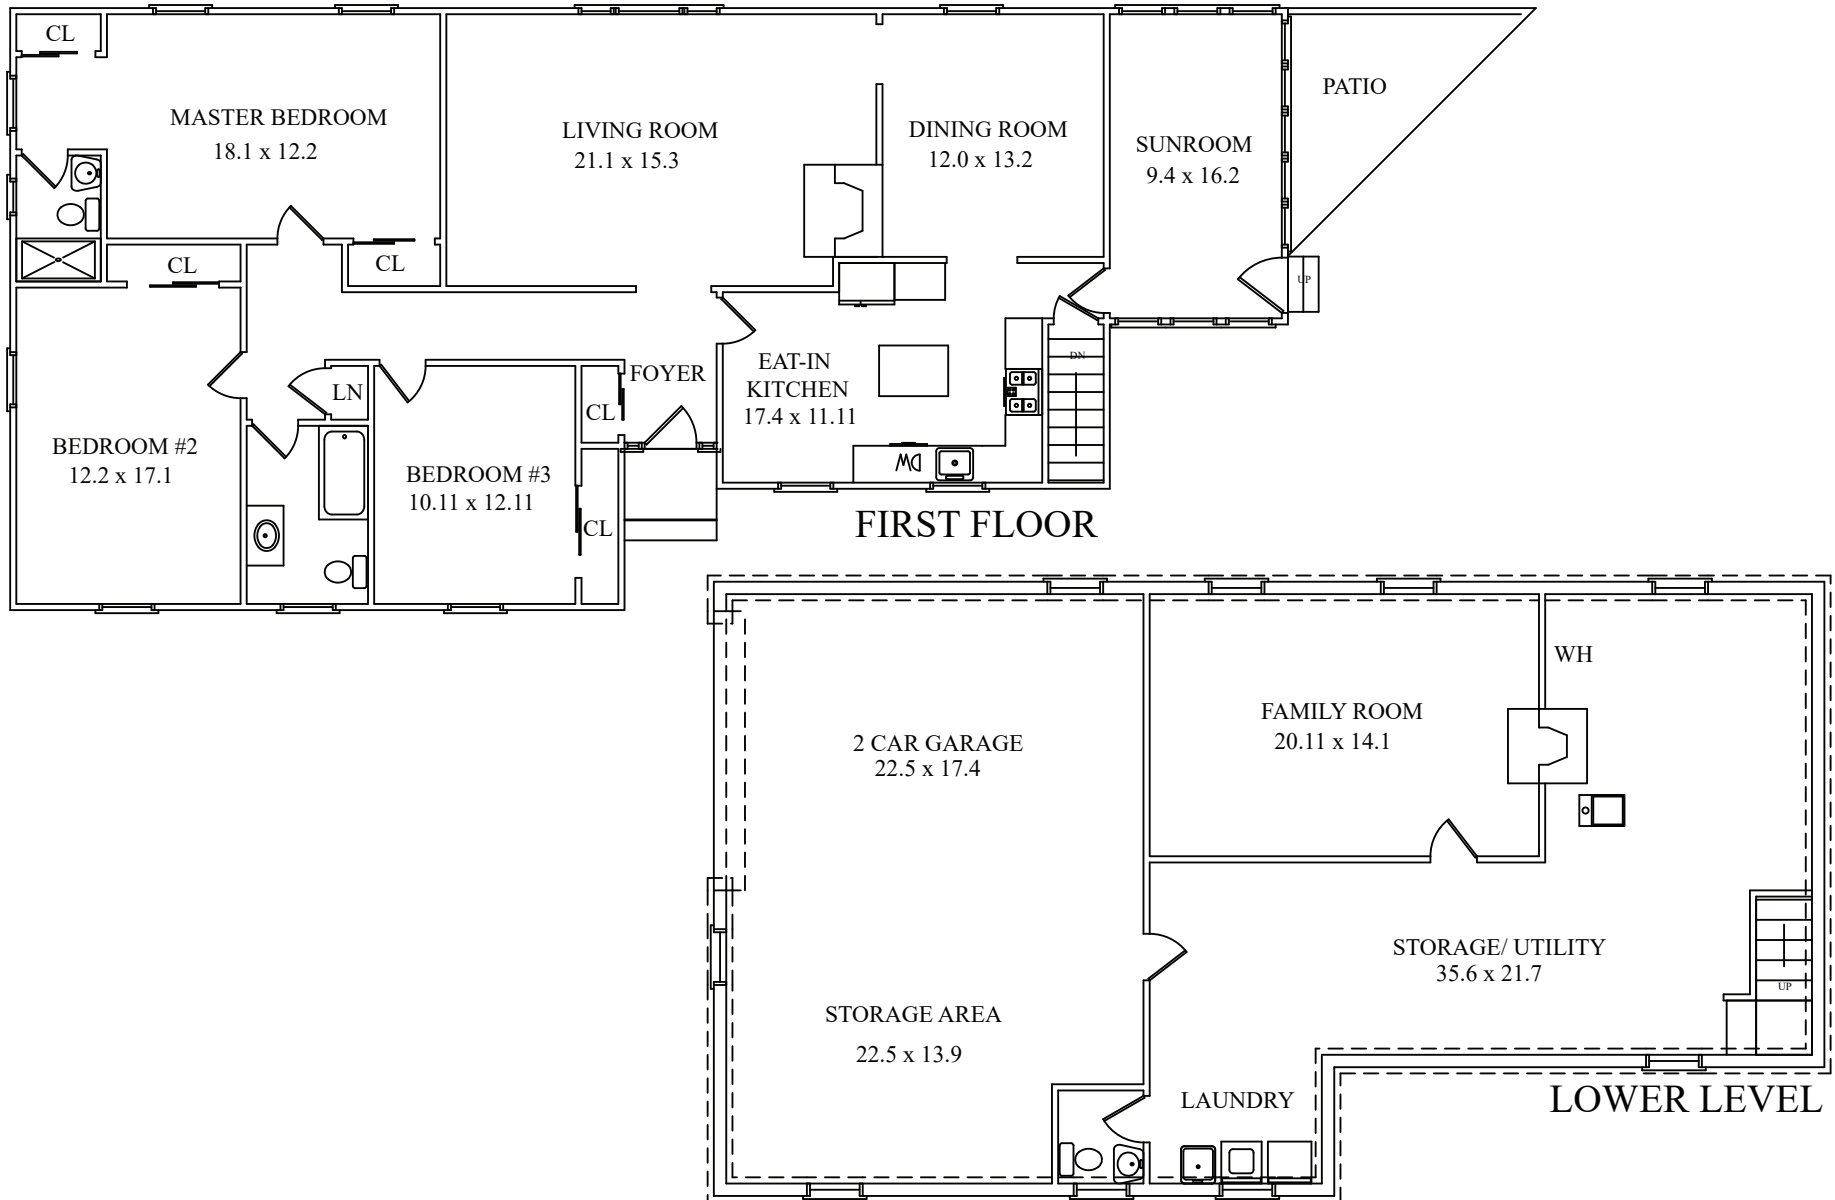 CL
MASTER BEDROOM
18.1 x 12.2
LIVING ROOM
21.1 x 15.3
DINING ROOM
12.0 x 13.2
SUNROOM
9.4 x 16.2
PATIO
CL
CL
UP
EAT-IN
KITCHEN
17.4 x 11.11
DN
FOYER
LN
CL
BEDROOM #2
12.2 x 17.1
BEDROOM #3
10.11 x 12.11
CL
DW
FIRST FLOOR
WH
FAMILY ROOM
20.11 x 14.1
2 CAR GARAGE
22.5 x 17.4
STORAGE/ UTILITY
35.6 x 21.7
UP
STORAGE AREA
22.5 x 13.9
LAUNDRY
LOWER LEVEL